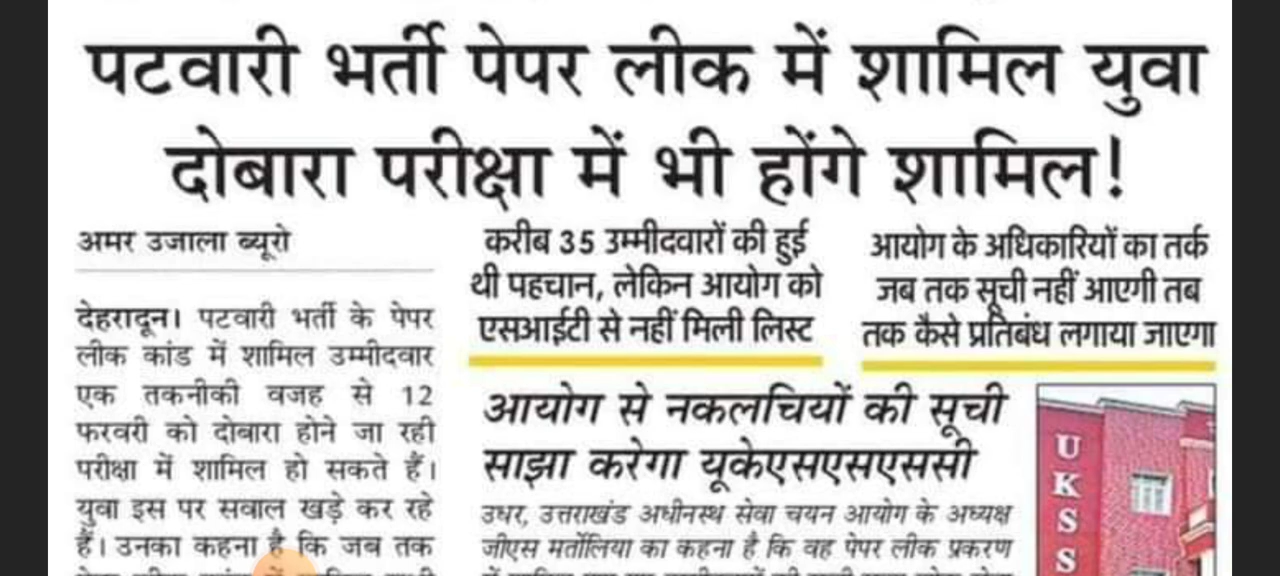 पटवारी भर्ती पेपर लीक में शामिल युवा
दोबारा परीक्षा में भी होंगे शामिल!
अमर उजाला ब्यूरो
देहरादून। पटवारी भर्ती के पेपर
लीक कांड में शामिल उम्मीदवार
एक तकनीकी वजह से 12
फरवरी को दोबारा होने जा रही
परीक्षा में शामिल हो सकते हैं।
युवा इस पर सवाल खड़े कर रहे
हैं। उनका कहना है कि जब तक
करीब 35 उम्मीदवारों की हुई
थी पहचान, लेकिन आयोग को
एसआईटी से नहीं मिली लिस्ट
आयोग के अधिकारियों का तर्क
जब तक सूची नहीं आएगी तब
तक कैसे प्रतिबंध लगाया जाएगा
आयोग से नकलचियों की सूची
साझा करेगा यूकेएसएसएससी
उधर, उत्तराखंड अधीनस्थ सेवा चयन आयोग के अध्यक्ष
जीएस मर्तोलिया का कहना है कि वह पेपर लीक प्रकरण
U
K
S
S